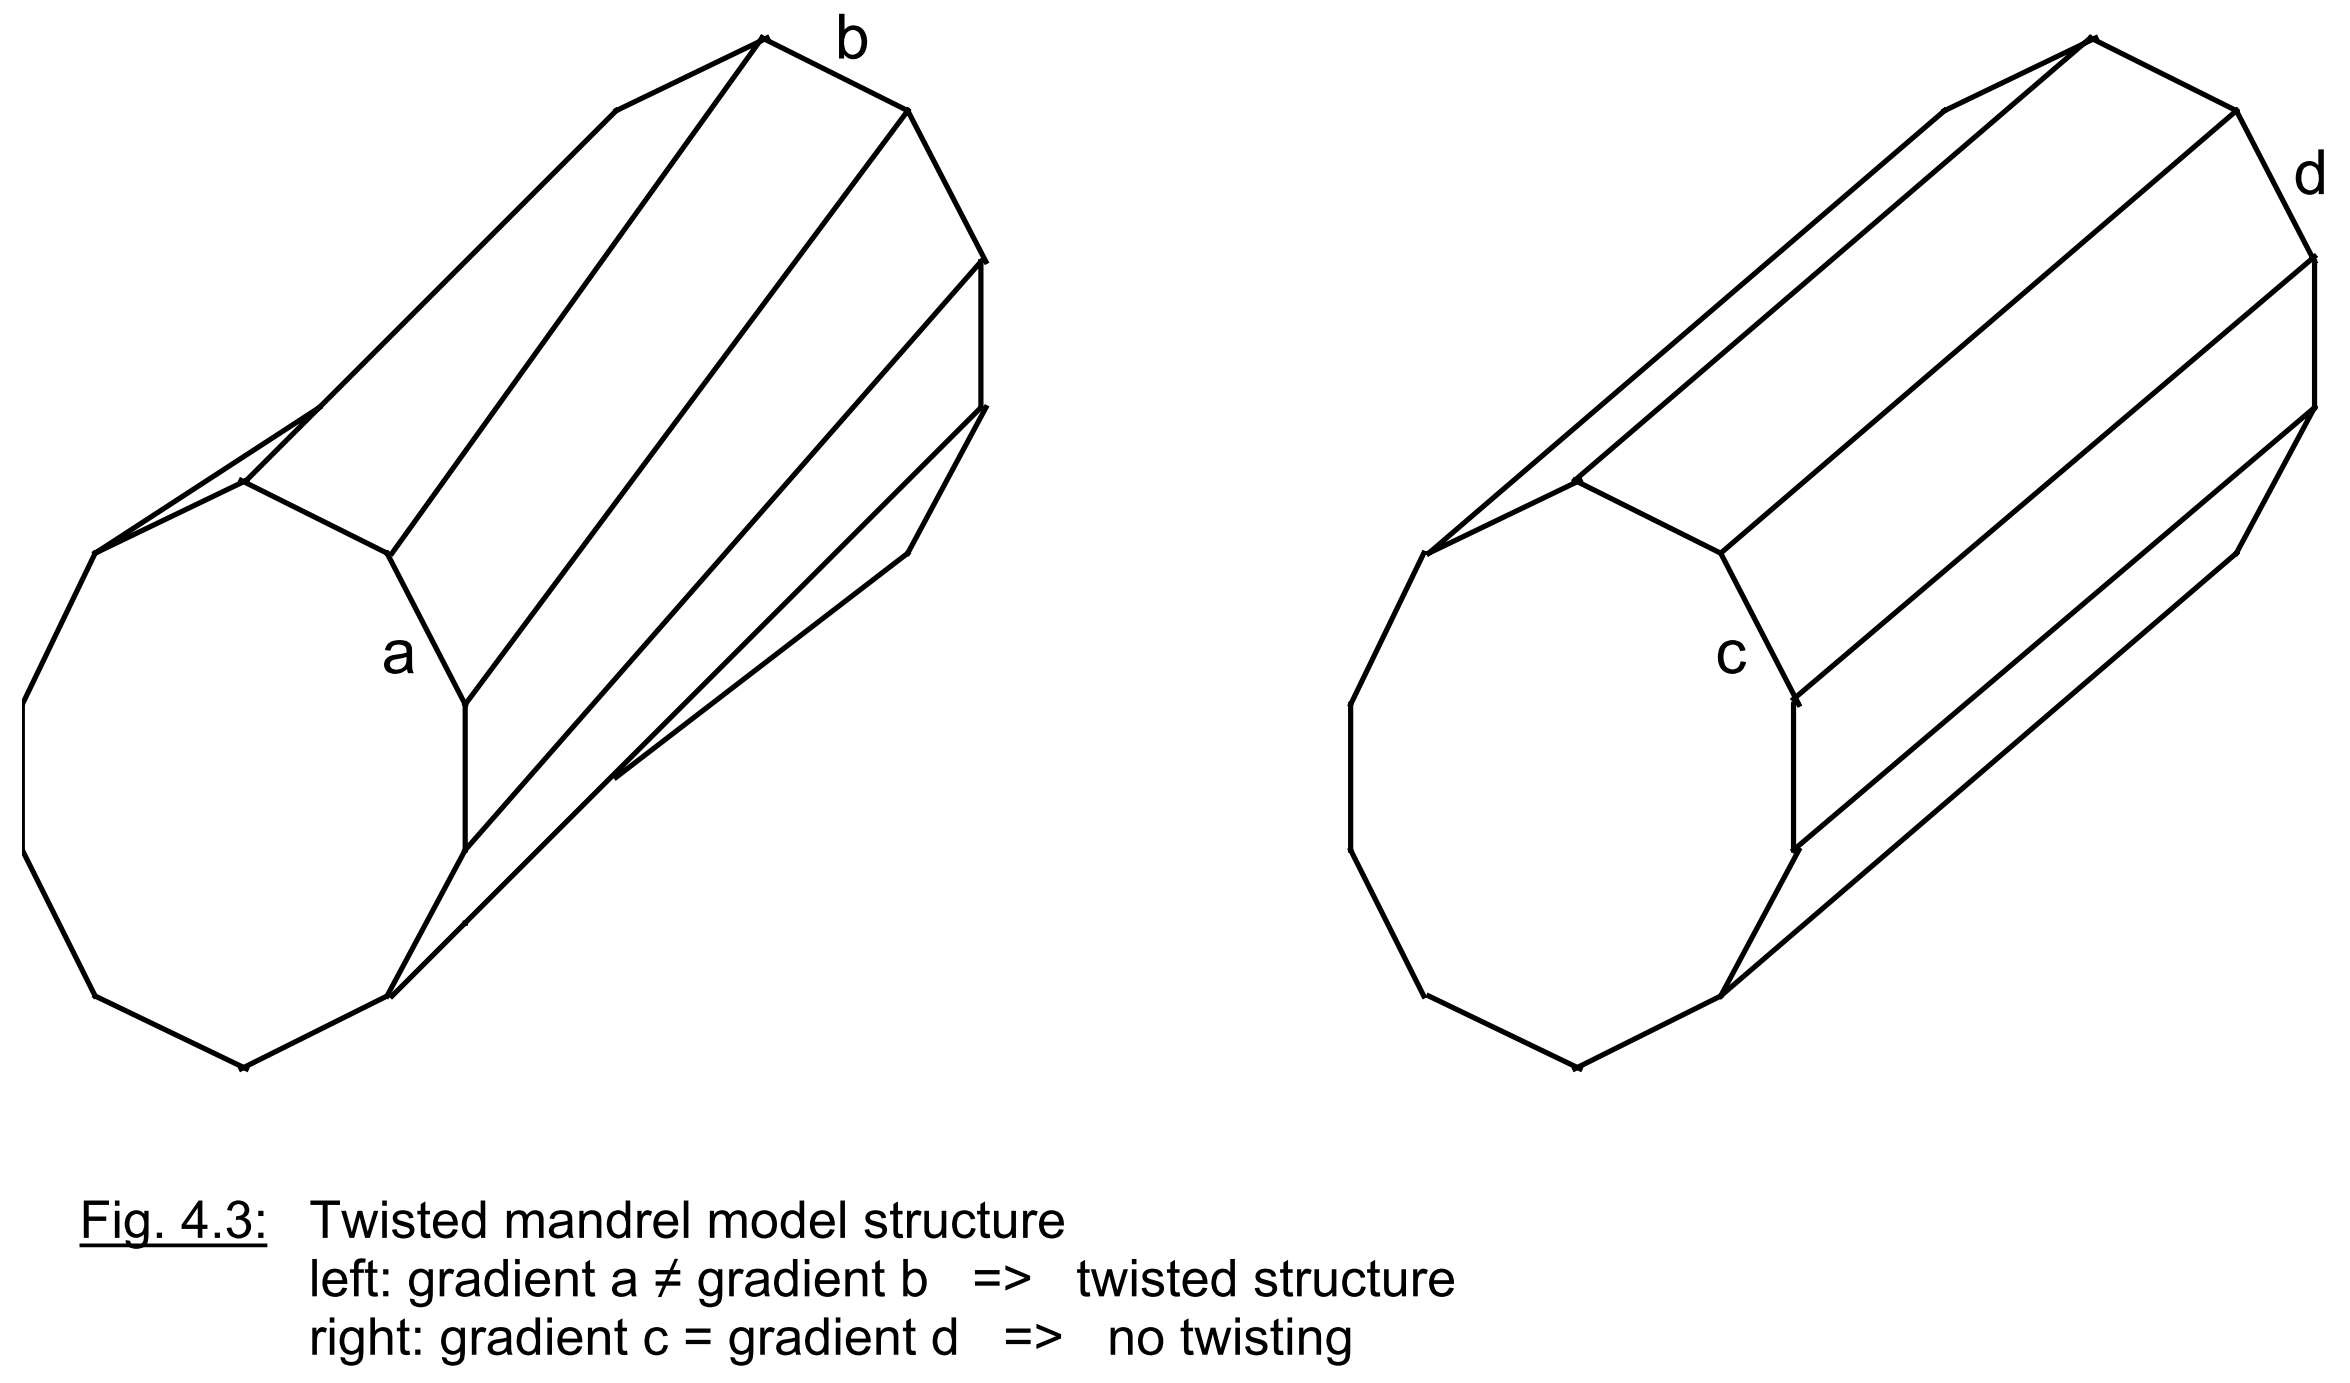 b
d
a
c
Fig. 4.3: Twisted mandrel model structure
left: gradient a ≠ gradient b => twisted structure
right: gradient c = gradient d => no twisting